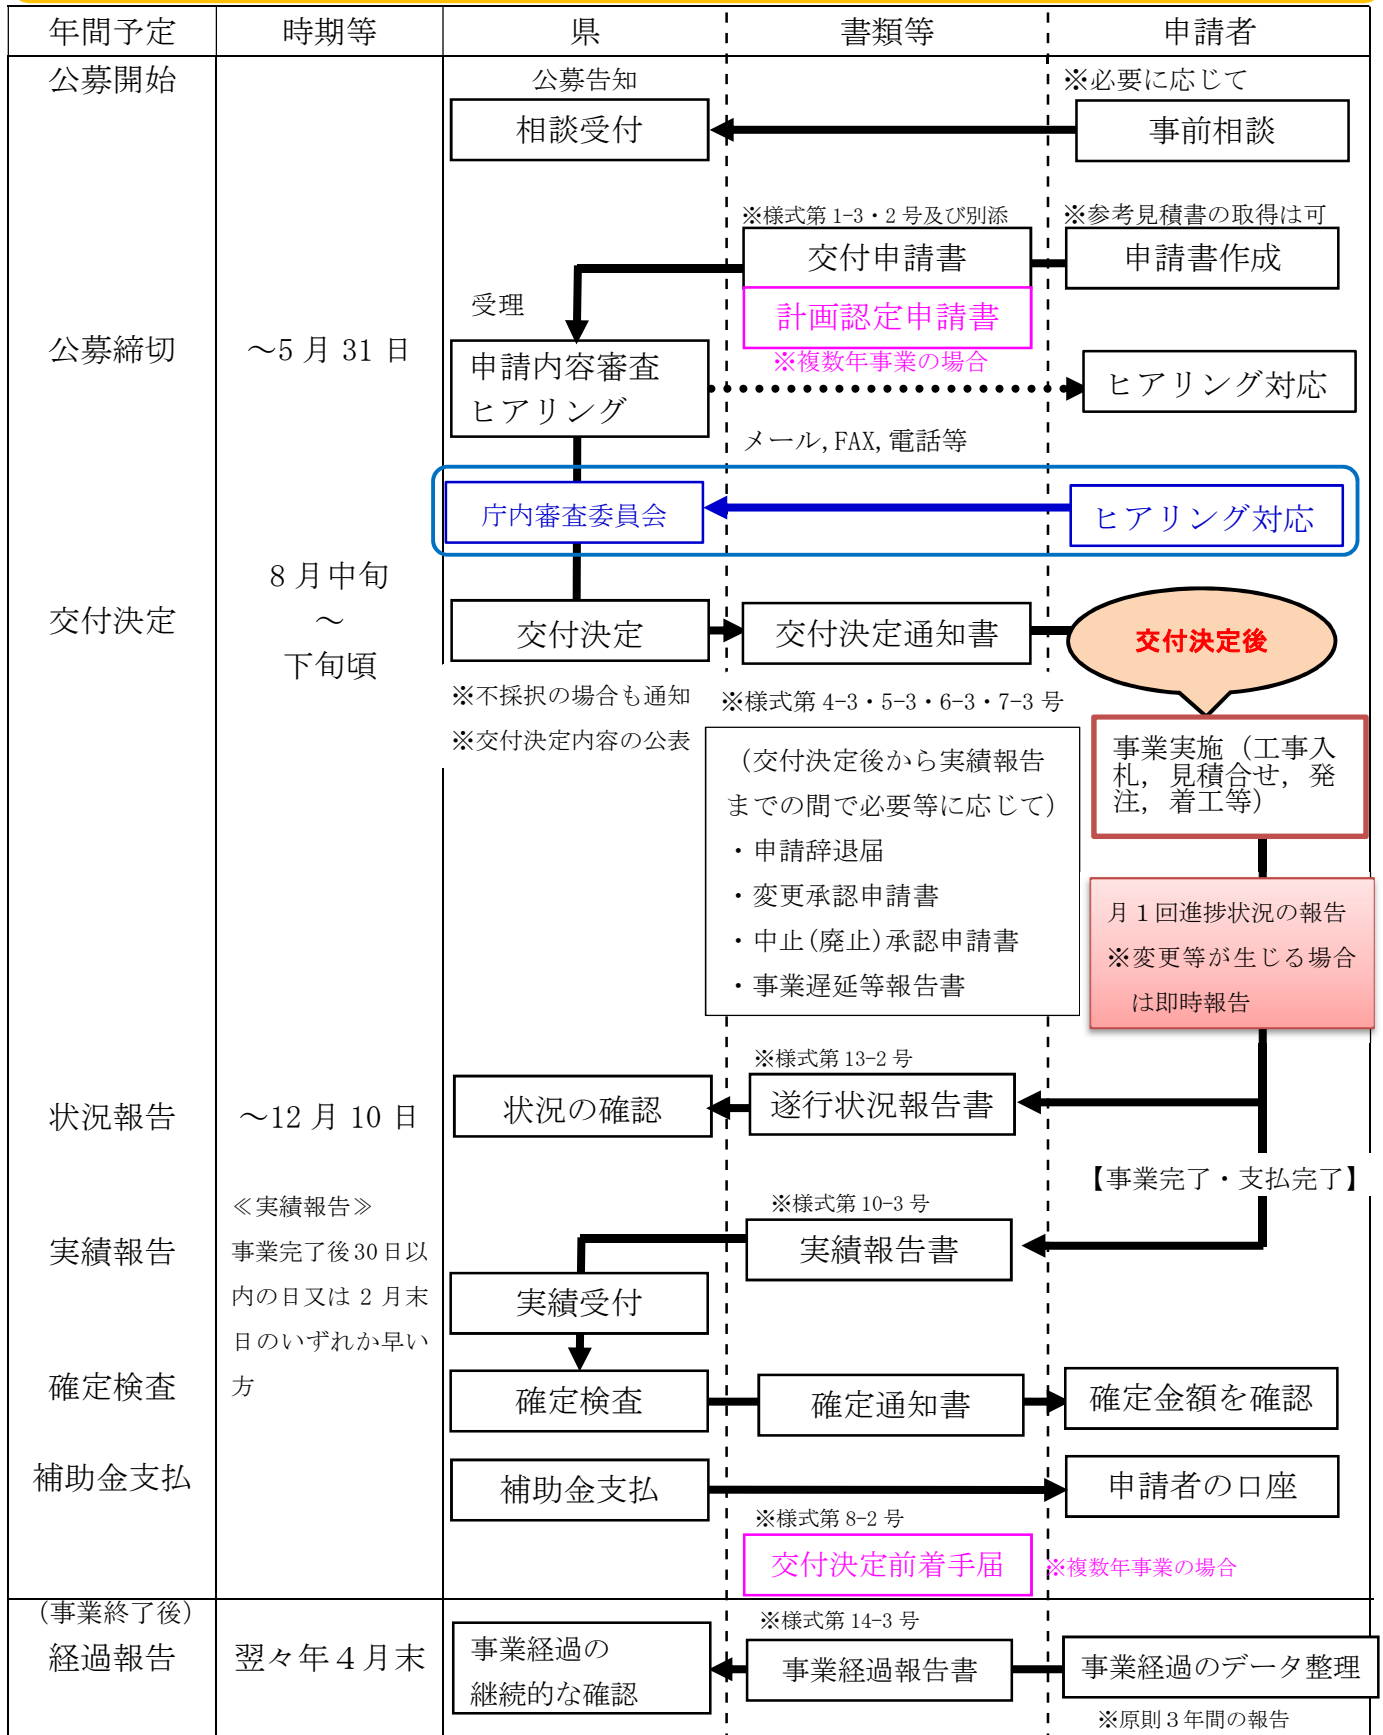 年間予定
時期等
県
書類等
申請者
公募開始
公募告知
※必要に応じて
相談受付
事前相談
※様式第 1-3・2 号及び別添
※参考見積書の取得は可
交付申請書
申請書作成
受理
計画認定申請書
※複数年事業の場合
公募締切
～5 月 31 日
申請内容審査
ヒアリング
ヒアリング対応
メール,FAX,電話等
庁内審査委員会
ヒアリング対応
交付決定
8 月中旬
～
下旬頃
交付決定
交付決定通知書
交付決定後
※不採択の場合も通知
※交付決定内容の公表
※様式第 4-3・5-3・6-3・7-3 号
（交付決定後から実績報告
までの間で必要等に応じて）
・申請辞退届
・変更承認申請書
・中止(廃止)承認申請書
・事業遅延等報告書
事業実施（工事入
札，見積合せ，発
注，着工等）
月１回進捗状況の報告
※変更等が生じる場合
は即時報告
※様式第 13-2 号
状況報告
～12 月 10 日
状況の確認
遂行状況報告書
【事業完了・支払完了】
※様式第 10-3 号
実績報告
≪実績報告≫
事業完了後 30 日以
内の日又は 2 月末
日のいずれか早い
方
実績報告書
実績受付
確定検査
確定検査
確定通知書
確定金額を確認
補助金支払
補助金支払
申請者の口座
※様式第 8-2 号
交付決定前着手届
※複数年事業の場合
(事業終了後)
経過報告
翌々年４月末
事業経過の
継続的な確認
※様式第 14-3 号
事業経過報告書
事業経過のデータ整理
※原則３年間の報告